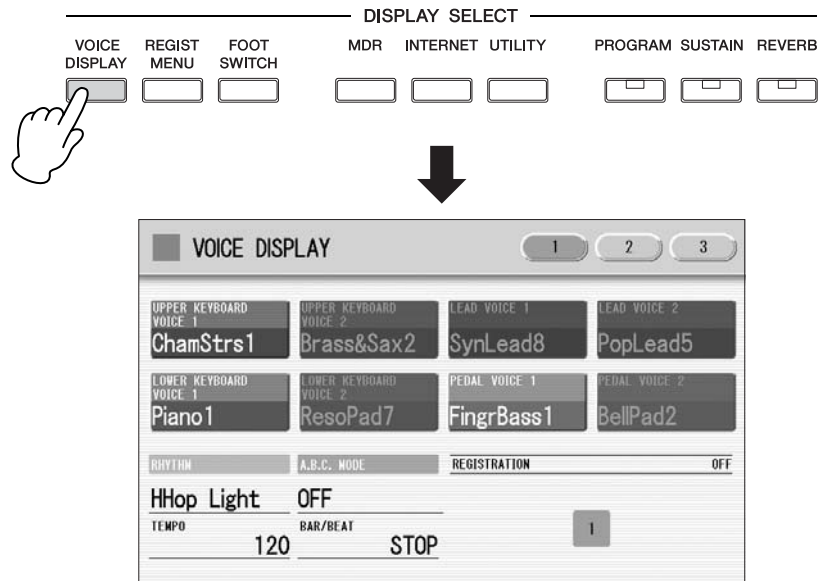 DISPLAY SELECT
VOICE DISPLAY
REGIST MENU
FOOT SWITCH
MDR
INTERNET
UTILITY
PROGRAM
SUSTAIN
REVERB
VOICE DISPLAY
1
2
3
UPPER KEYBOARD
VOICE 1
ChamStrs1
UPPER KEYBOARD
VOICE 2
Brass&Sax2
LEAD VOICE 1
SynLead8
LEAD VOICE 2
PopLead5
LOWER KEYBOARD
VOICE 1
Piano1
LOWER KEYBOARD
VOICE 2
ResoPad7
PEDAL VOICE 1
FingrBass1
PEDAL VOICE 2
BellPad2
RHYTHM
HHop Light
A.B.C. MODE
OFF
REGISTRATION OFF
TEMPO
120
BAR/BEAT
STOP
1